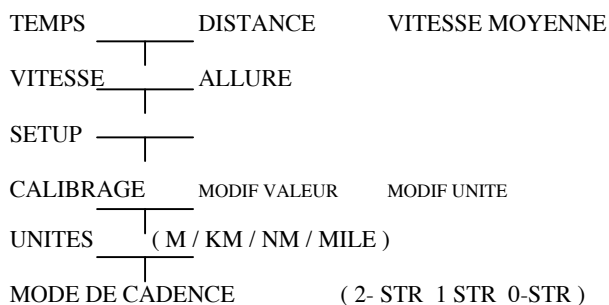 TEMPS DISTANCE VITESSE MOYENNE
VITESSE ALLURE
SETUP
CALIBRAGE MODIF VALEUR MODIF UNITE
UNITES ( M / KM / NM / MILE )
MODE DE CADENCE ( 2- STR 1 STR 0-STR )